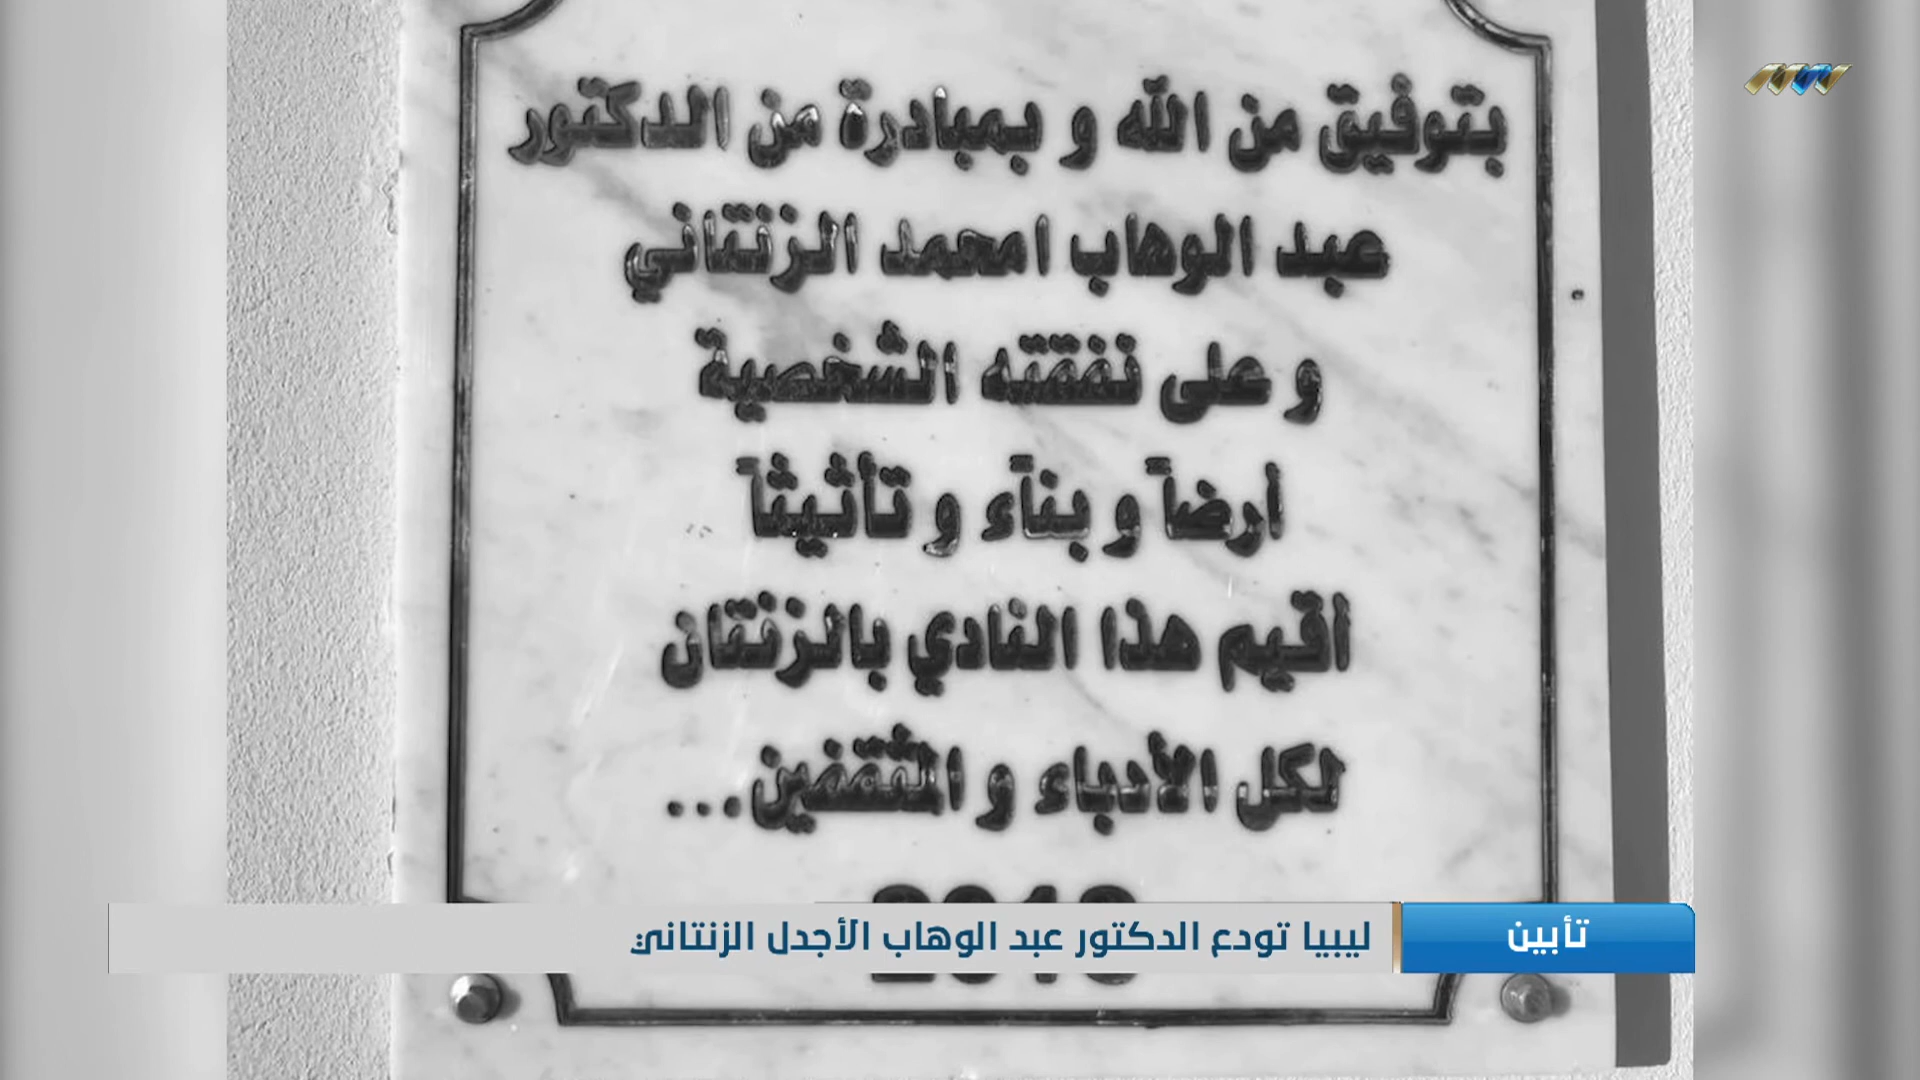 بتوفيق من الله و بمبادرة من الدكتور
عبد الوهاب امحمد الزنتاني
و على نفقته الشخصية
أرضاً و بنآء و تأثيثاً
اقيم هذا النادي بالزنتان
لكل الأدباء و المثقفين...
تأبين
ليبيا تودع الدكتور عبد الوهاب الأجدل الزنتاني